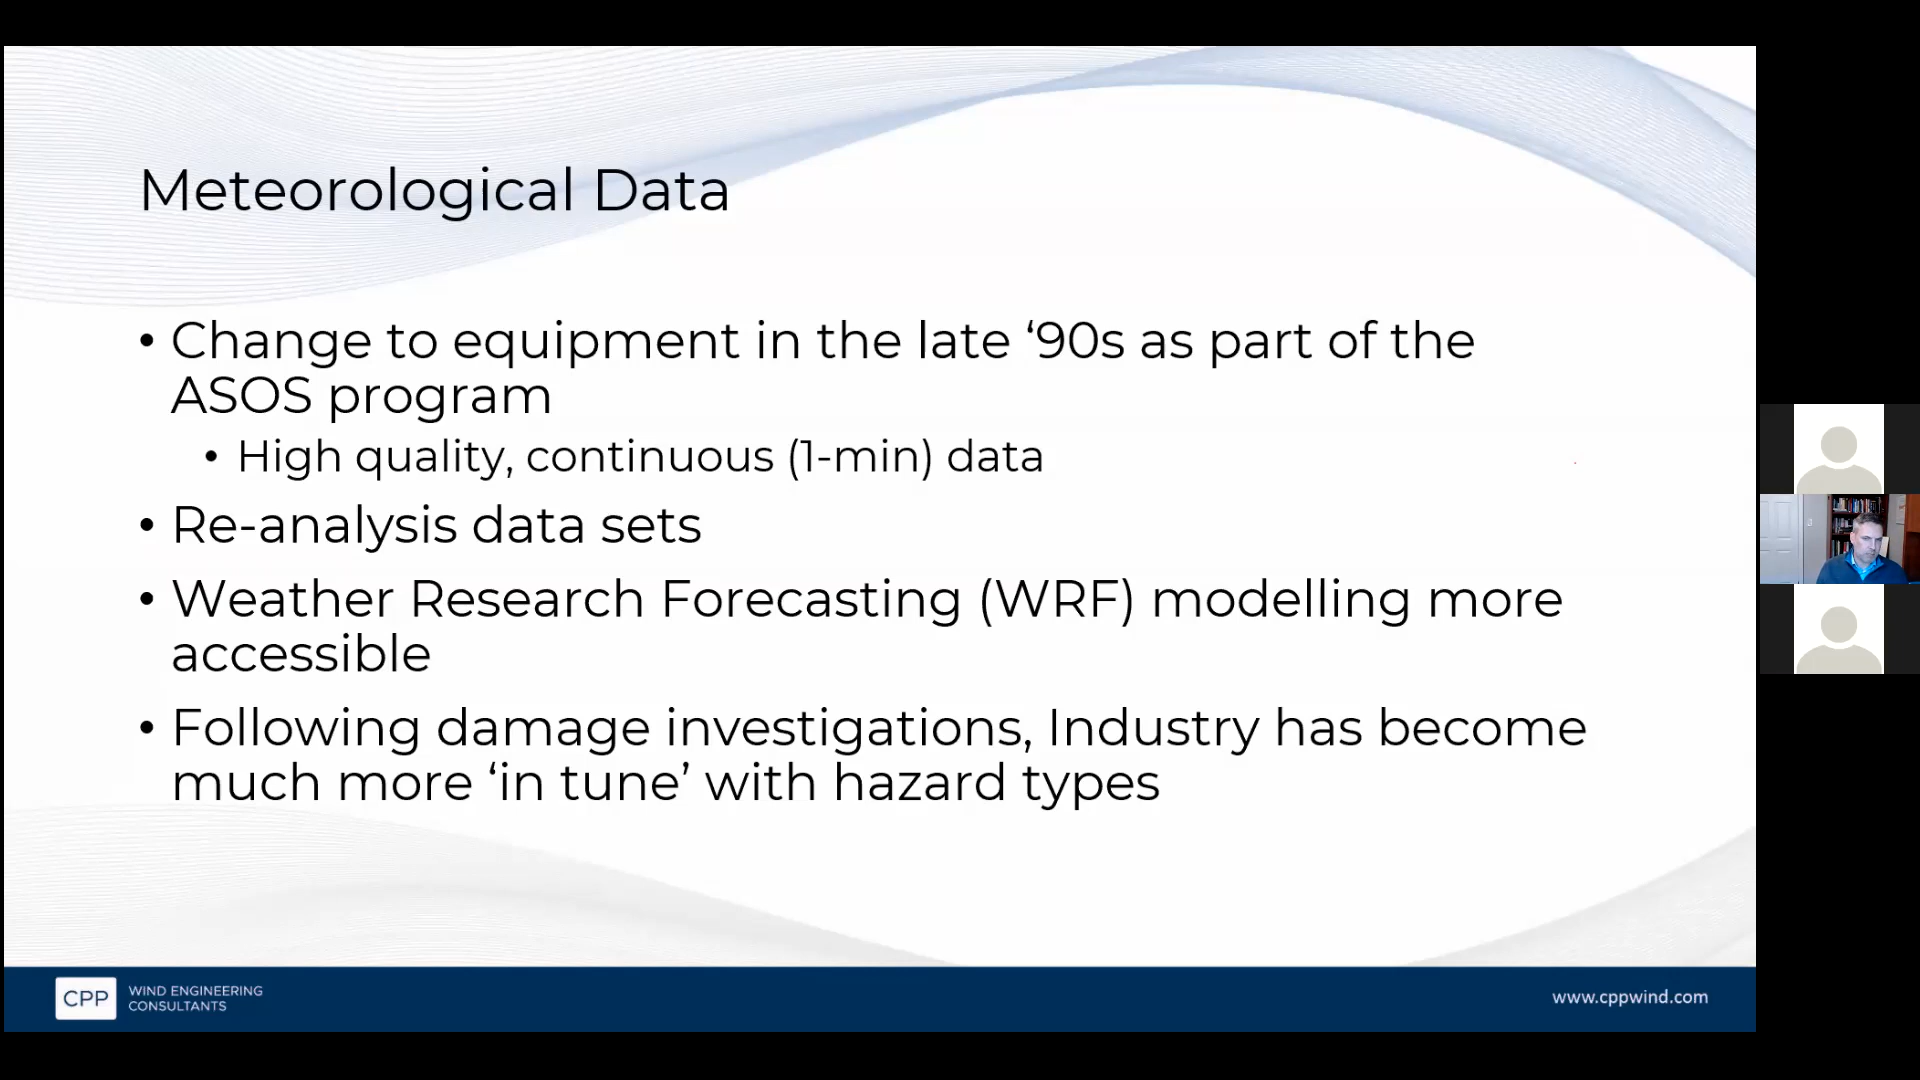 Meteorological Data
• Change to equipment in the late ‘90s as part of the
ASOS program
• High quality, continuous (1-min) data
• Re-analysis data sets
• Weather Research Forecasting (WRF) modelling more
accessible
• Following damage investigations, Industry has become
much more ‘in tune’ with hazard types
CPP
WIND ENGINEERING
CONSULTANTS
www.cppwind.com